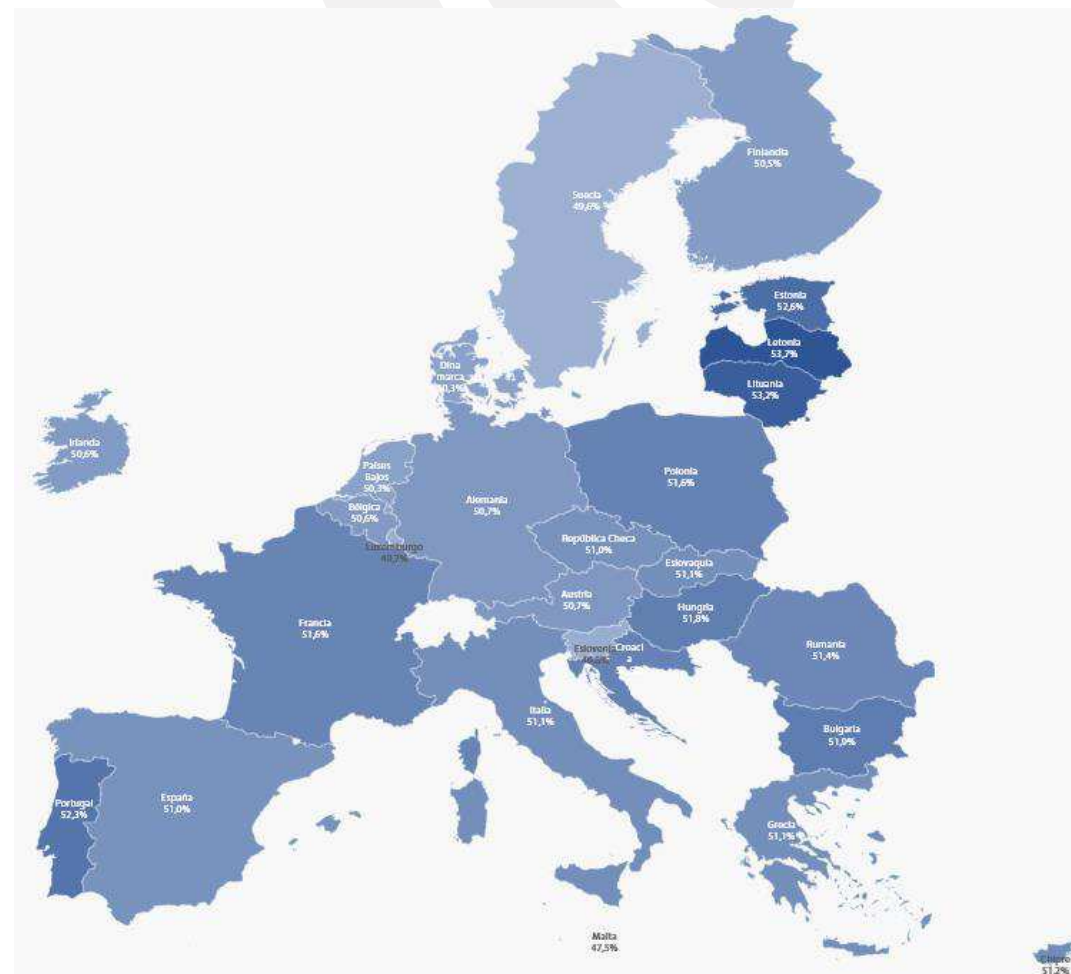 Finlandia
50,5%
Suecia
49,6%
Estonia
52,6%
Letonia
53,7%
Lituania
53,2%
Dina
marca
Irlanda
50,6%
Países
Bajos
50,3%
Bélgica
50,6%
Luxemburgo
Alemania
50,7%
Polonia
51,6%
República Checa
51,0%
Eslovaquia
51,1%
Austria
50,7%
Hungría
51,8%
Francia
51,6%
Eslovenia
Croaci
a
Rumania
51,4%
Italia
51,1%
Bulgaria
51,9%
Portugal
52,3%
España
51,0%
Grecia
51,1%
Malta
47,5%
Chipre
51,2%